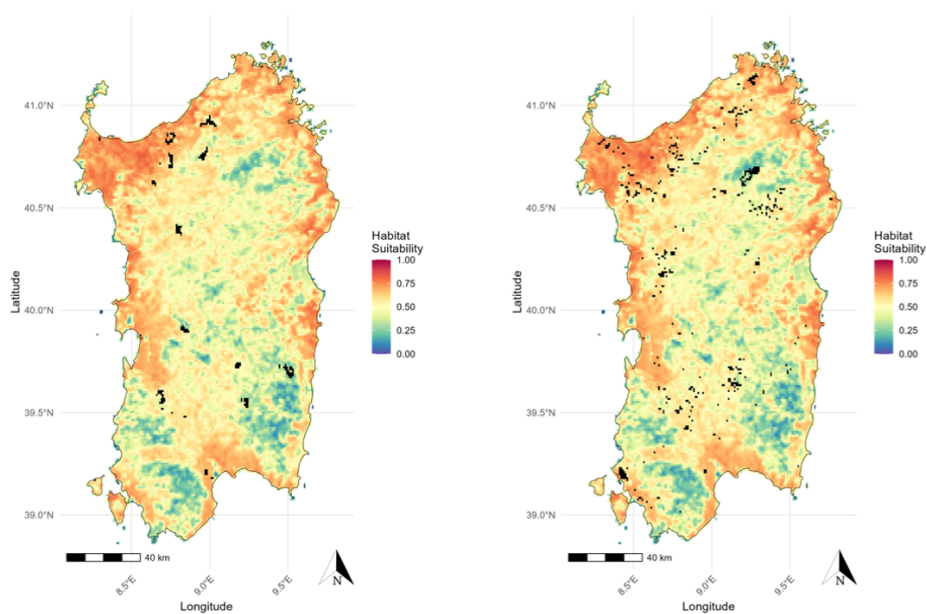 41.0°N
40.5°N
40.0°N
39.5°N
39.0°N
Latitude
8.5°E
9.0°E
9.5°E
Longitude
40 km
N
Habitat
Suitability
1.00
0.75
0.50
0.25
0.00
41.0°N
40.5°N
40.0°N
39.5°N
39.0°N
Latitude
8.5°E
9.0°E
9.5°E
Longitude
40 km
N
Habitat
Suitability
1.00
0.75
0.50
0.25
0.00